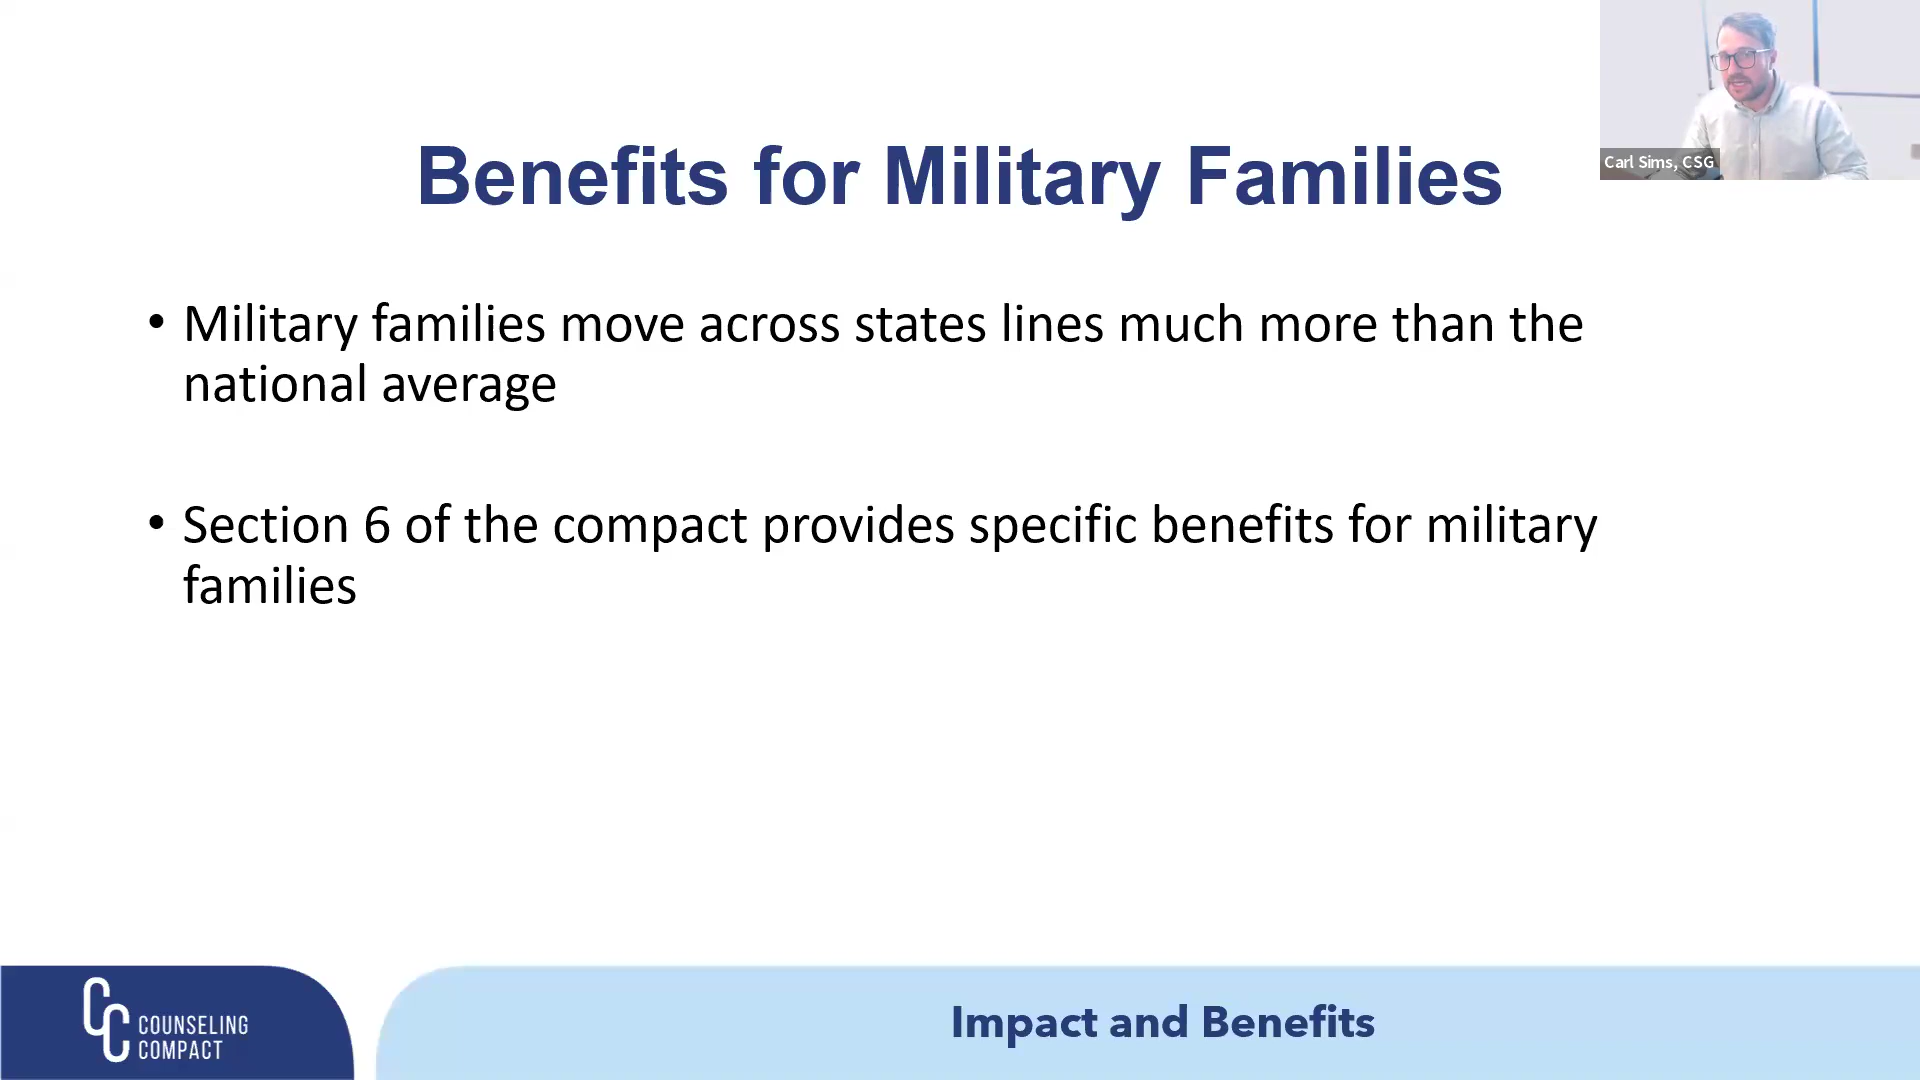 Carl Sims, CSG
Benefits for Military Families
• Military families move across states lines much more than the
national average
• Section 6 of the compact provides specific benefits for military
families
CC
COUNSELING
COMPACT
Impact and Benefits